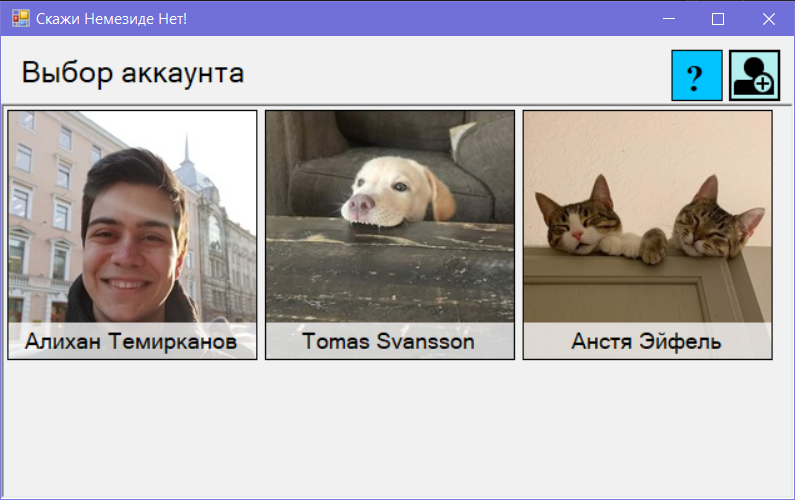 Скажи Немезиде Нет!
Выбор аккаунта
?
Алихан Темирканов
Tomas Svansson
Анстя Эйфель